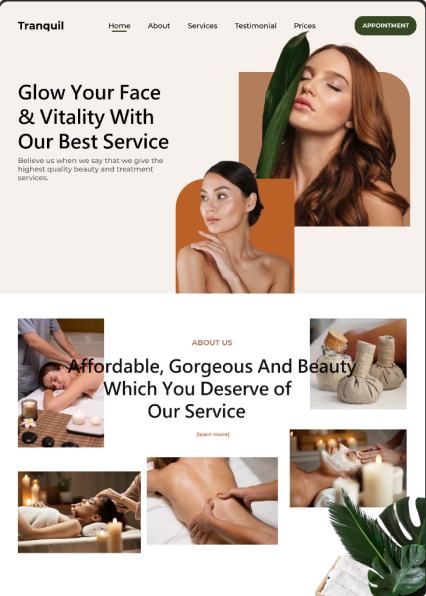 Tranquil
Home About Services Testimonial Prices APPOINTMENT
Glow Your Face
& Vitality With
Our Best Service
Believe us when we say that we give the
highest quality beauty and treatment
services.
ABOUT US
Affordable, Gorgeous And Beauty
Which You Deserve of
Our Service
[learn more]